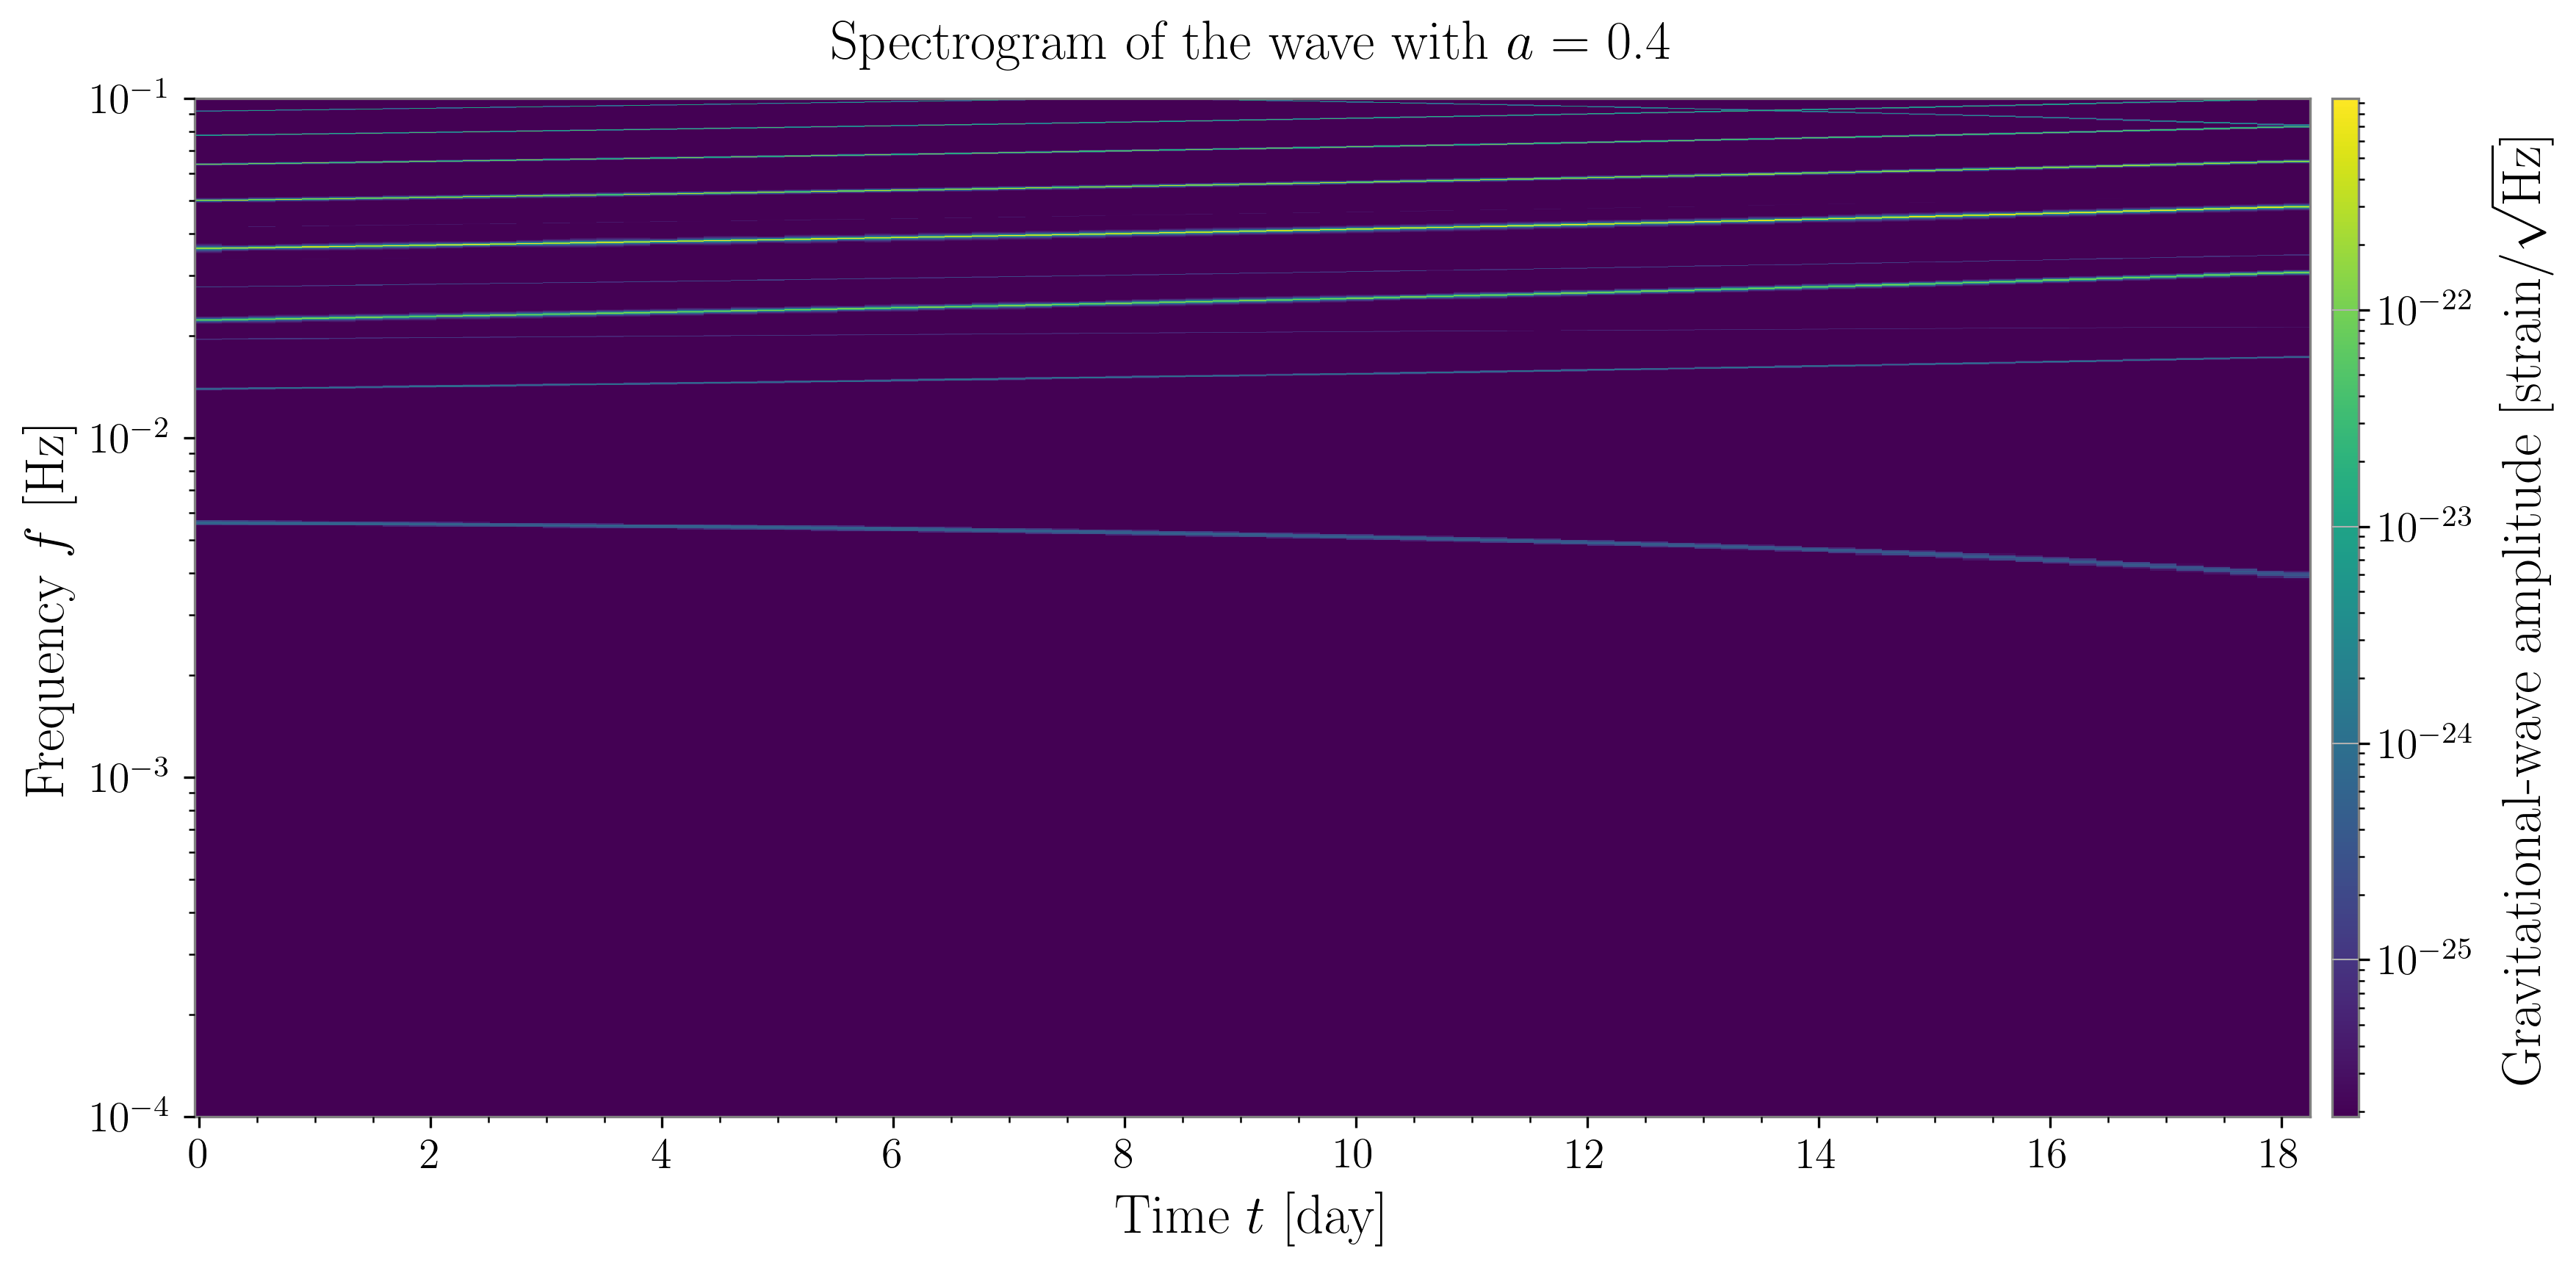 Spectrogram of the wave with a = 0.4
10⁻¹
10⁻²
10⁻³
10⁻⁴
Frequency f [Hz]
0 2 4 6 8 10 12 14 16 18
Time t [day]
10⁻²²
10⁻²³
10⁻²⁴
10⁻²⁵
Gravitational-wave amplitude [strain/√Hz]